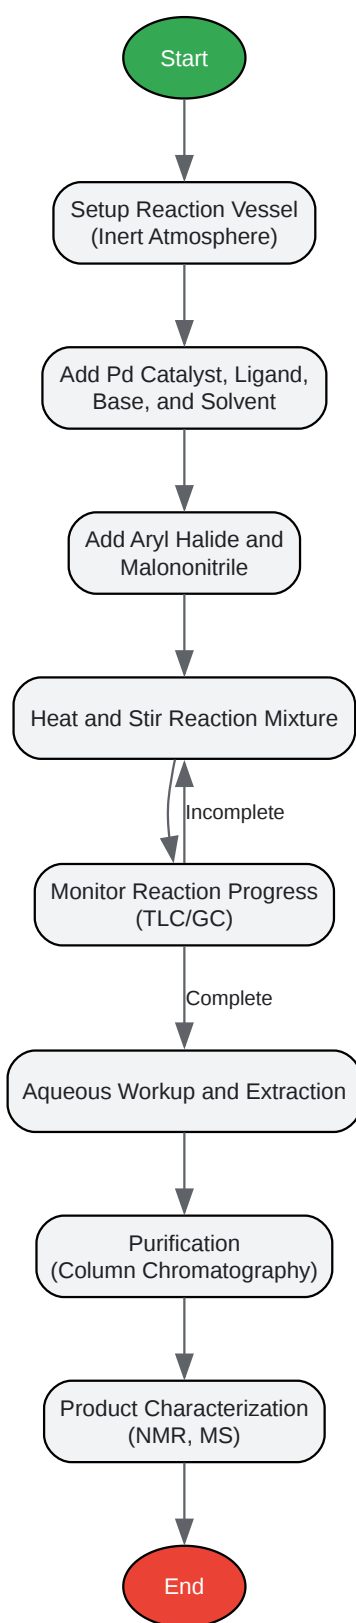 Start
Setup Reaction Vessel
(Inert Atmosphere)
Add Pd Catalyst, Ligand,
Base, and Solvent
Add Aryl Halide and
Malononitrile
Heat and Stir Reaction Mixture
Incomplete
Monitor Reaction Progress
(TLC/GC)
Complete
Aqueous Workup and Extraction
Purification
(Column Chromatography)
Product Characterization
(NMR, MS)
End